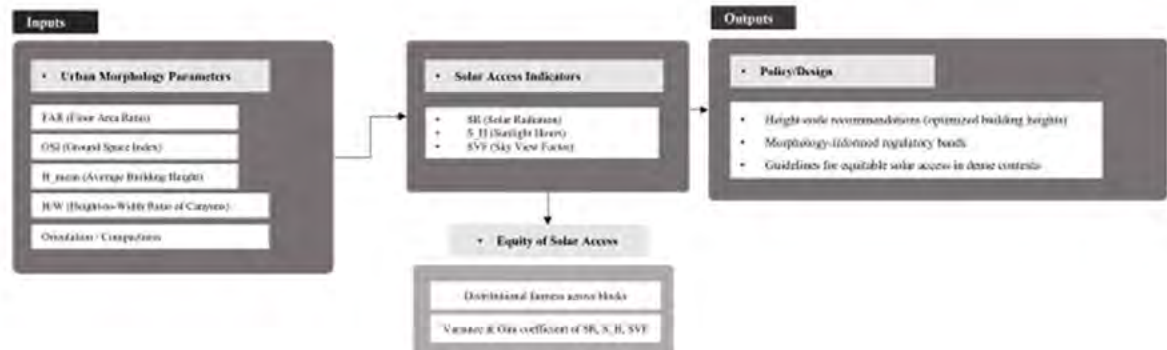 Inputs
• Urban Morphology Parameters
FAR (Floor Area Ratio)
GSI (Ground Space Index)
H_mean (Average Building Height)
H/W (Height-to-Width Ratio of Canyons)
Orientation / Compactness
• Solar Access Indicators
• SR (Solar Radiation)
• S_H (Sunlight Hours)
• SVF (Sky View Factor)
• Equity of Solar Access
Distributional fairness across blocks
Variance & Gini coefficient of SR, S_H, SVF
Outputs
• Policy/Design
• Height-code recommendations (optimized building heights)
• Morphology-informed regulatory bands
• Guidelines for equitable solar access in dense contexts